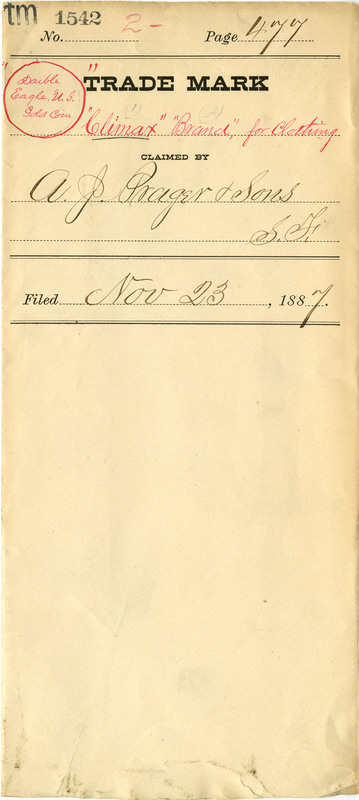 tm 1542 2-
No. Page 477
Double Eagle, U.S. Gold Coin
"TRADE MARK
"Climax" "Brand", for Clothing
CLAIMED BY
A. J. Prager & Sons
S. F.
Filed Nov 23, 1887.